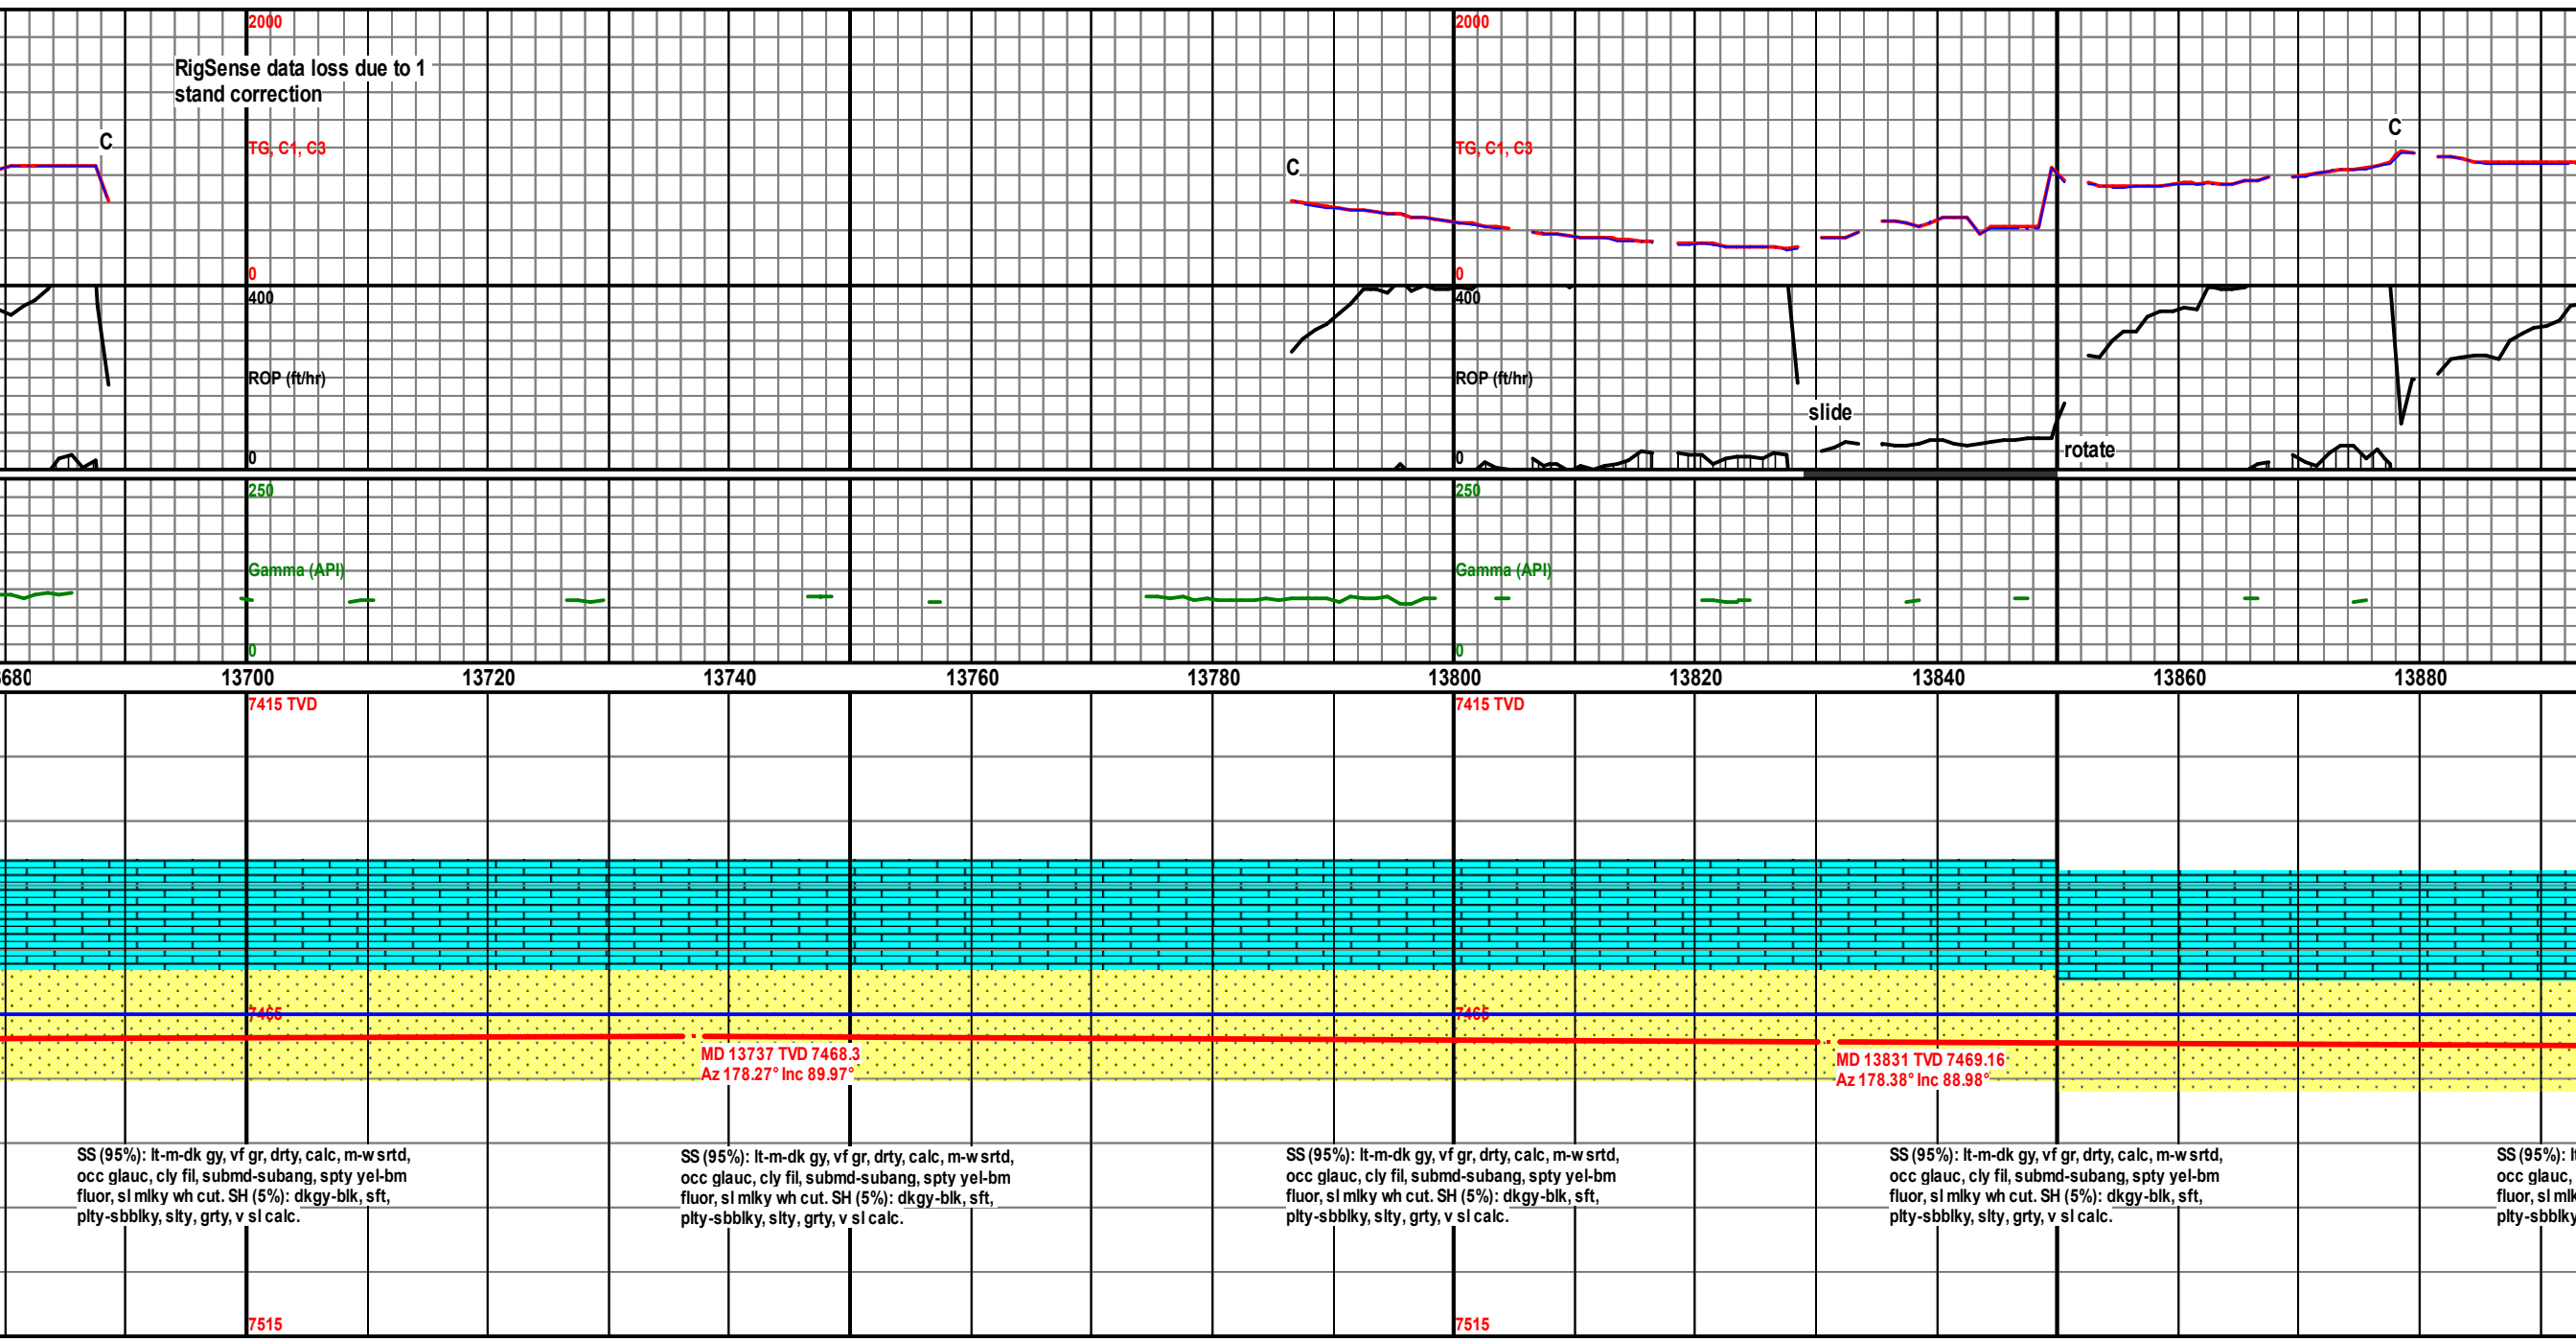 2000
2000
RigSense data loss due to 1
stand correction
C
C
C
TG, C1, C3
TG, C1, C3
0
0
400
400
ROP (ft/hr)
ROP (ft/hr)
slide
rotate
0
0
250
250
Gamma (API)
Gamma (API)
0
0
680 13700 13720 13740 13760 13780 13800 13820 13840 13860 13880
7415 TVD
7415 TVD
7465
7465
MD 13737 TVD 7468.3
Az 178.27° Inc 89.97°
MD 13831 TVD 7469.16
Az 178.38° Inc 88.98°
SS (95%): lt-m-dk gy, vf gr, drty, calc, m-w srtd,
occ glauc, cly fil, submd-subang, spty yel-bm
fluor, sl mlky wh cut. SH (5%): dkgy-blk, sft,
plty-sbblky, slty, grty, v sl calc.
SS (95%): lt-m-dk gy, vf gr, drty, calc, m-w srtd,
occ glauc, cly fil, submd-subang, spty yel-bm
fluor, sl mlky wh cut. SH (5%): dkgy-blk, sft,
plty-sbblky, slty, grty, v sl calc.
SS (95%): lt-m-dk gy, vf gr, drty, calc, m-w srtd,
occ glauc, cly fil, submd-subang, spty yel-bm
fluor, sl mlky wh cut. SH (5%): dkgy-blk, sft,
plty-sbblky, slty, grty, v sl calc.
SS (95%): lt-m-dk gy, vf gr, drty, calc, m-w srtd,
occ glauc, cly fil, submd-subang, spty yel-bm
fluor, sl mlky wh cut. SH (5%): dkgy-blk, sft,
plty-sbblky, slty, grty, v sl calc.
SS (95%):
occ glauc,
fluor, sl
plty-sbblky
7515
7515